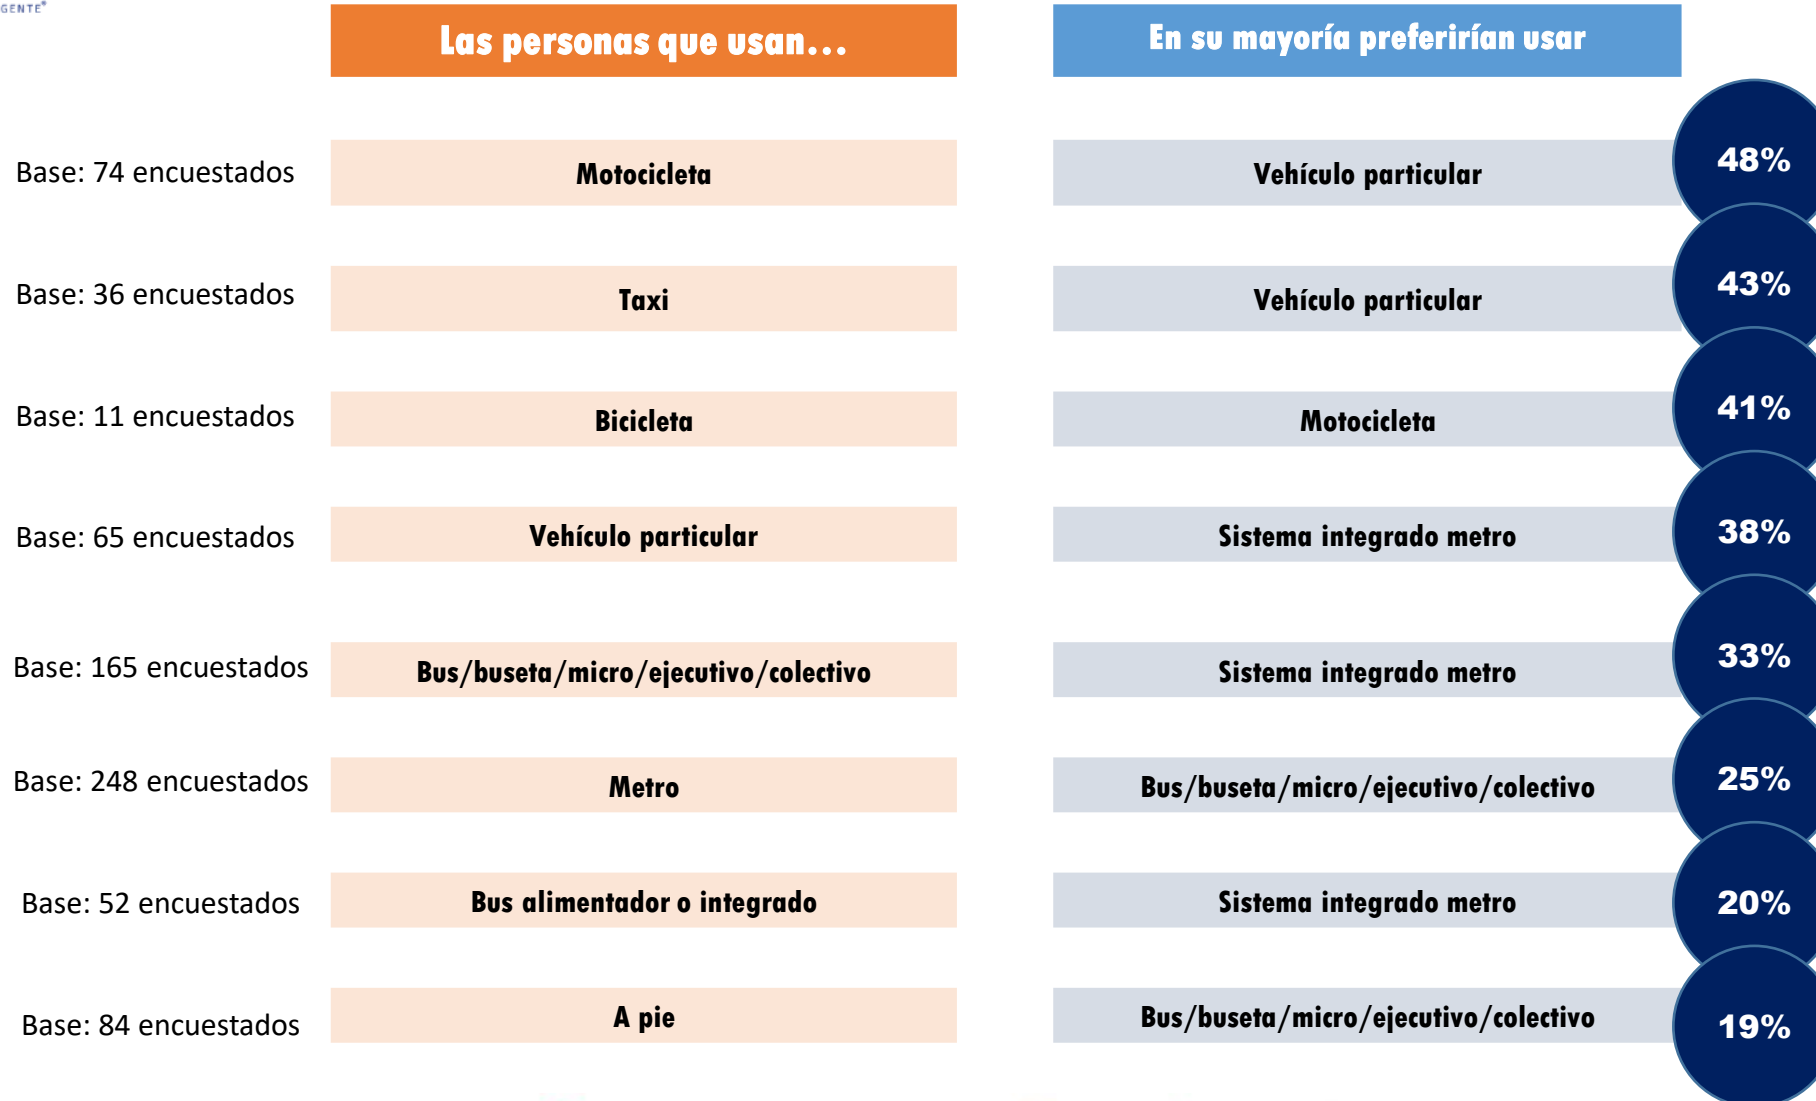 GENTE®
Las personas que usan...
En su mayoría preferirían usar
Base: 74 encuestados
Motocicleta
Vehículo particular
48%
Base: 36 encuestados
Taxi
Vehículo particular
43%
Base: 11 encuestados
Bicicleta
Motocicleta
41%
Base: 65 encuestados
Vehículo particular
Sistema integrado metro
38%
Base: 165 encuestados
Bus/buseta/micro/ejecutivo/colectivo
Sistema integrado metro
33%
Base: 248 encuestados
Metro
Bus/buseta/micro/ejecutivo/colectivo
25%
Base: 52 encuestados
Bus alimentador o integrado
Sistema integrado metro
20%
Base: 84 encuestados
A pie
Bus/buseta/micro/ejecutivo/colectivo
19%